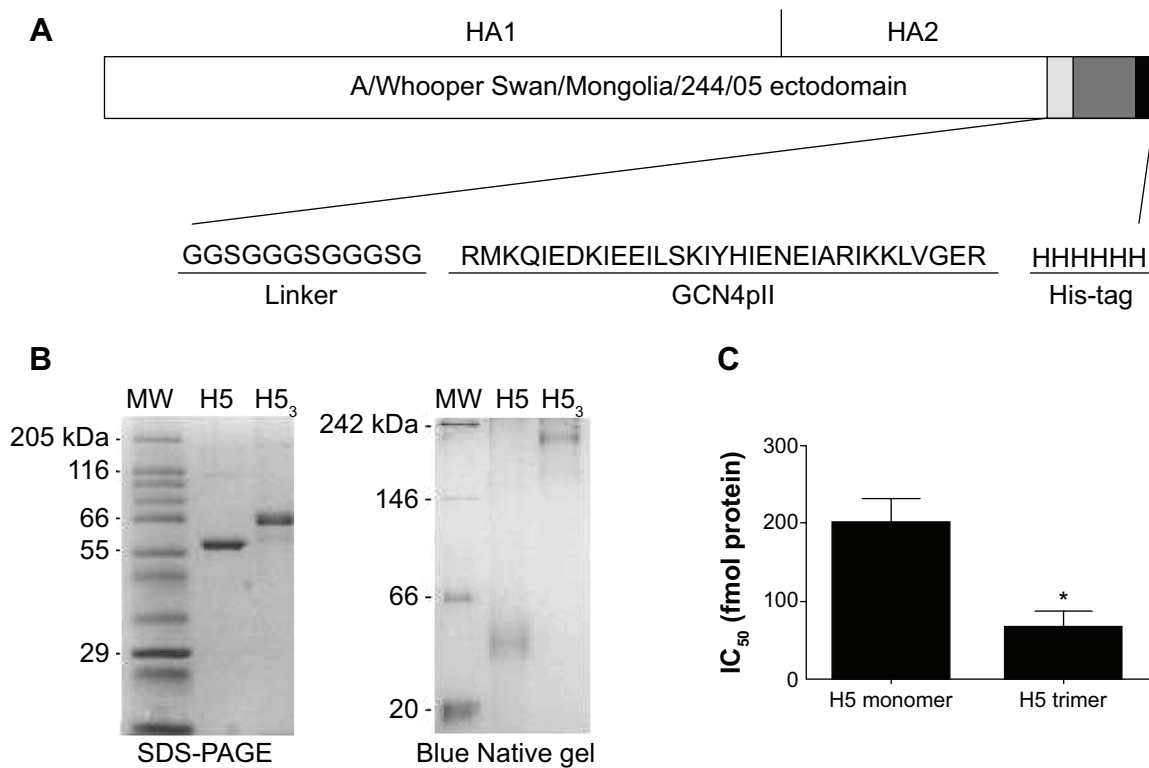 A
HA1 HA2
A/Whooper Swan/Mongolia/244/05 ectodomain
GGSGGGSGGGSG RMKQIEDKIEEILSKIYHIENEIARIKKLVGER HHHHHH
Linker GCN4pII His-tag
B
MW H5 H5₃
205 kDa -
116 -
66 -
55 -
29 -
SDS-PAGE
MW H5 H5₃
242 kDa -
146 -
66 -
20 -
Blue Native gel
C
IC₅₀ (fmol protein)
300
200
100
0
*
H5 monomer H5 trimer